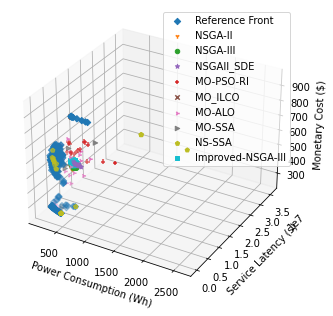 Reference Front
NSGA-II
NSGA-III
NSGAII_SDE
MO-PSO-RI
MO_ILCO
MO-ALO
MO-SSA
NS-SSA
Improved-NSGA-III
900
800
700
600
500
400
300
Monetary Cost ($)
3.5
3.0
2.5
2.0
1.5
1.0
0.5
0.0
Service Latency (s)
500
1000
1500
2000
2500
Power Consumption (Wh)